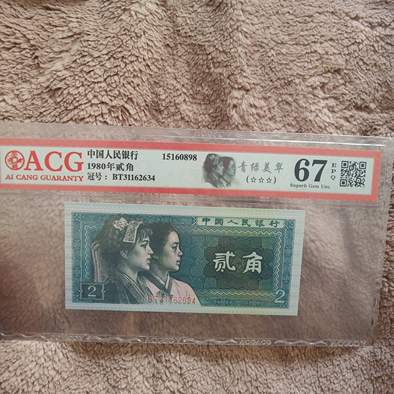 ACG
AI CANG GUARANTY
中国人民银行
1980年贰角
冠号：BT31162634
15160898
青绿美翠
(☆☆☆)
67 EPQ
Superb Gem Unc
中国人民银行
贰角
2
2